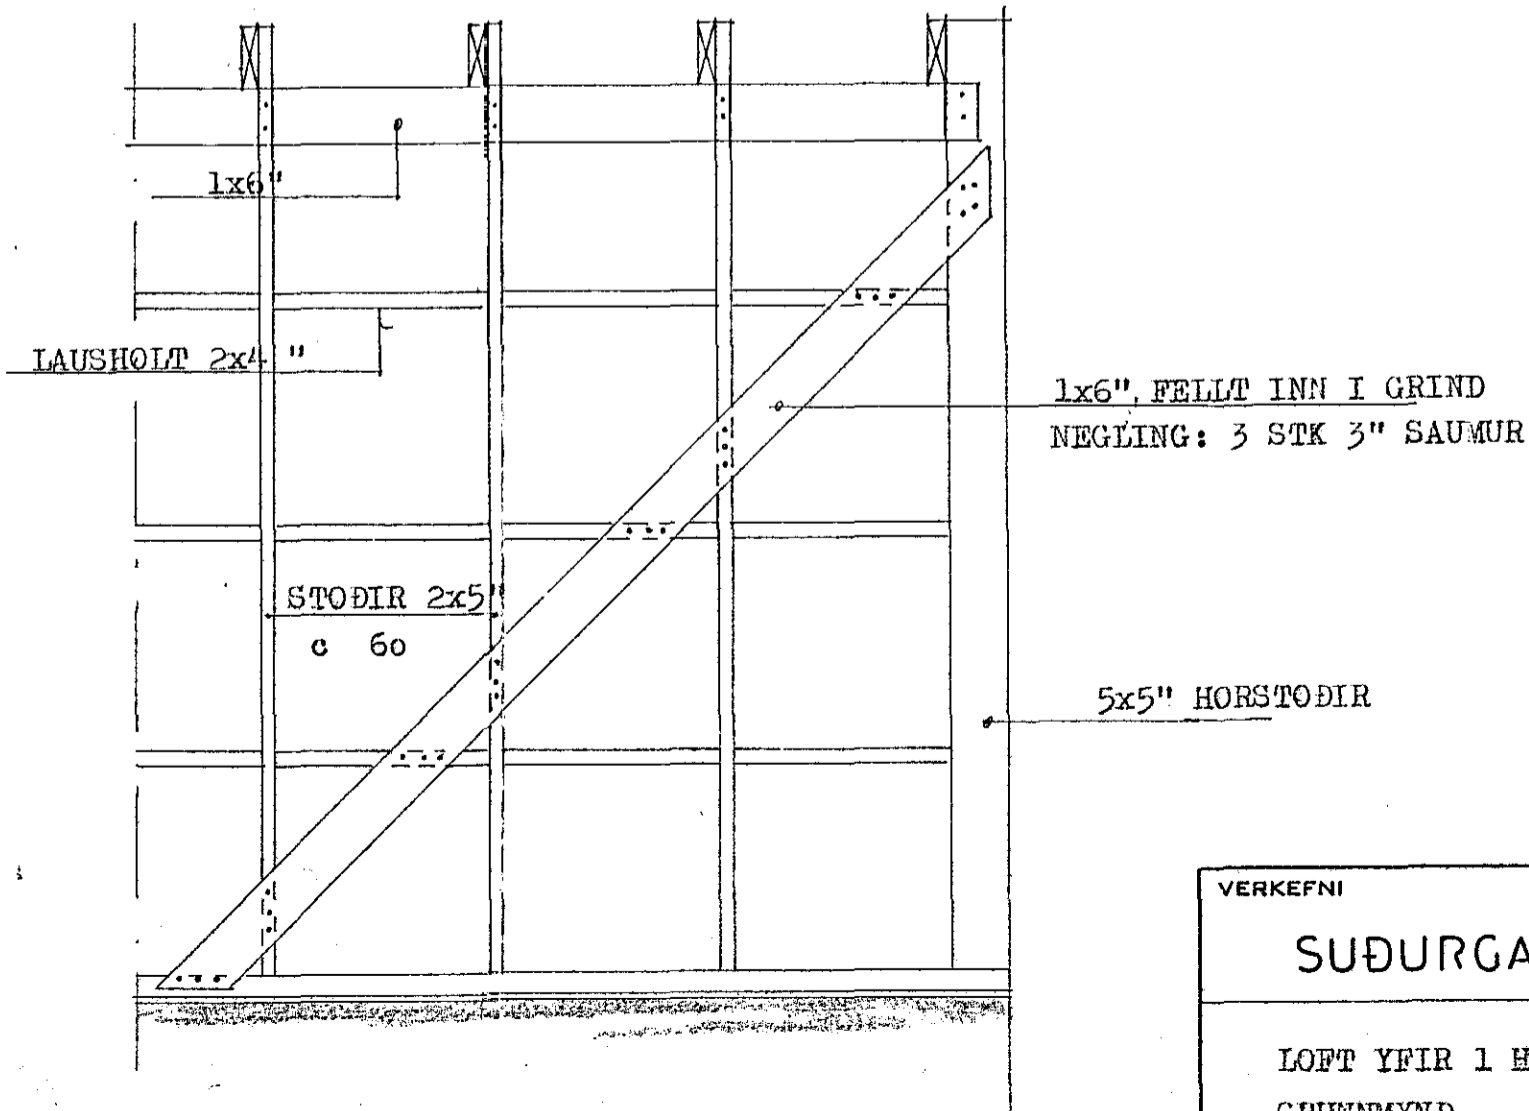 1x6"
LAUSHOLT 2x4 "
1x6", FELLT INN I GRIND
NEGLING: 3 STK 3" SAUMUR
STOÐIR 2x5"
c 60
5x5" HORSTOÐIR
VERKEFNI
SUÐURGA
LOFT YFIR 1 H
GRUNNMYND